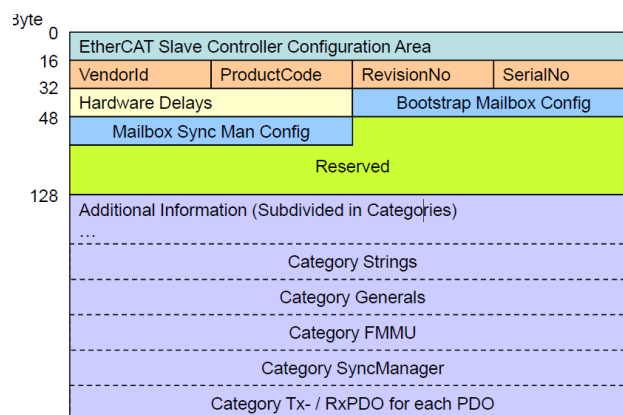 Byte
0
EtherCAT Slave Controller Configuration Area
16
VendorId ProductCode RevisionNo SerialNo
32
Hardware Delays Bootstrap Mailbox Config
48
Mailbox Sync Man Config
Reserved
128
Additional Information (Subdivided in Categories)
...
Category Strings
Category Generals
Category FMMU
Category SyncManager
Category Tx- / RxPDO for each PDO